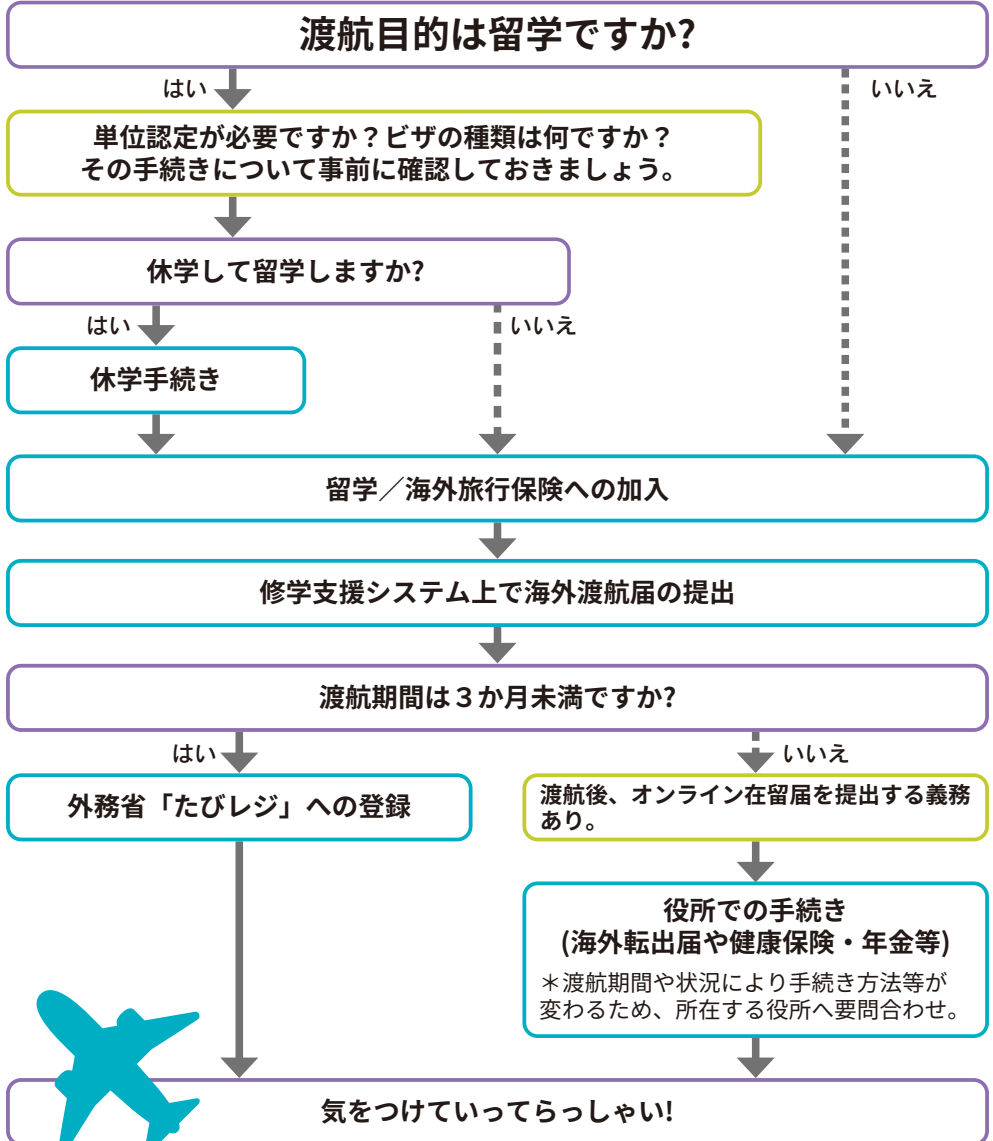 渡航目的は留学ですか?
はい
いいえ
単位認定が必要ですか？ビザの種類は何ですか？
その手続きについて事前に確認しておきましょう。
休学して留学しますか?
はい
いいえ
休学手続き
留学／海外旅行保険への加入
修学支援システム上で海外渡航届の提出
渡航期間は３か月未満ですか?
はい
いいえ
外務省「たびレジ」への登録
渡航後、オンライン在留届を提出する義務
あり。
役所での手続き
(海外転出届や健康保険・年金等)
＊渡航期間や状況により手続き方法等が
変わるため、所在する役所へ要問合わせ。
気をつけていってらっしゃい!